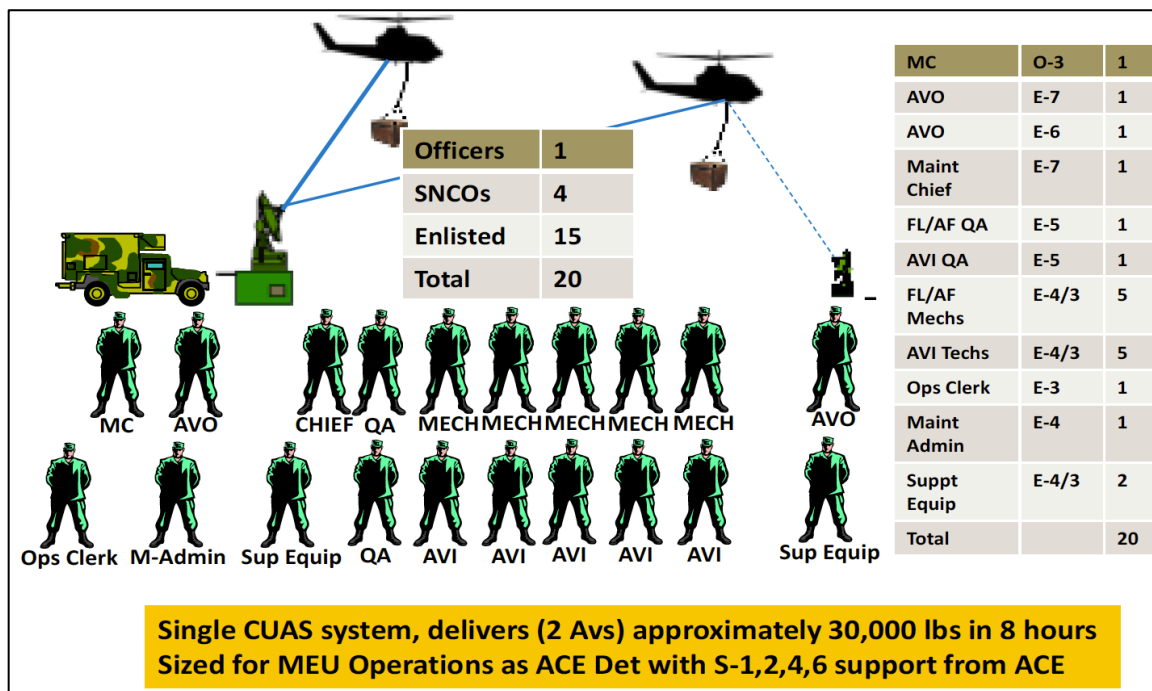 Officers 1
SNCOs 4
Enlisted 15
Total 20
MC O-3 1
AVO E-7 1
AVO E-6 1
Maint E-7 1
Chief
FL/AF QA E-5 1
AVI QA E-5 1
FL/AF E-4/3 5
Mechs
AVI Techs E-4/3 5
Ops Clerk E-3 1
Maint E-4 1
Admin
Suppt E-4/3 2
Equip
Total 20
MC AVO CHIEF QA MECH MECH MECH MECH MECH AVO
Ops Clerk M-Admin Sup Equip QA AVI AVI AVI AVI AVI Sup Equip
Single CUAS system, delivers (2 Avs) approximately 30,000 lbs in 8 hours
Sized for MEU Operations as ACE Det with S-1,2,4,6 support from ACE